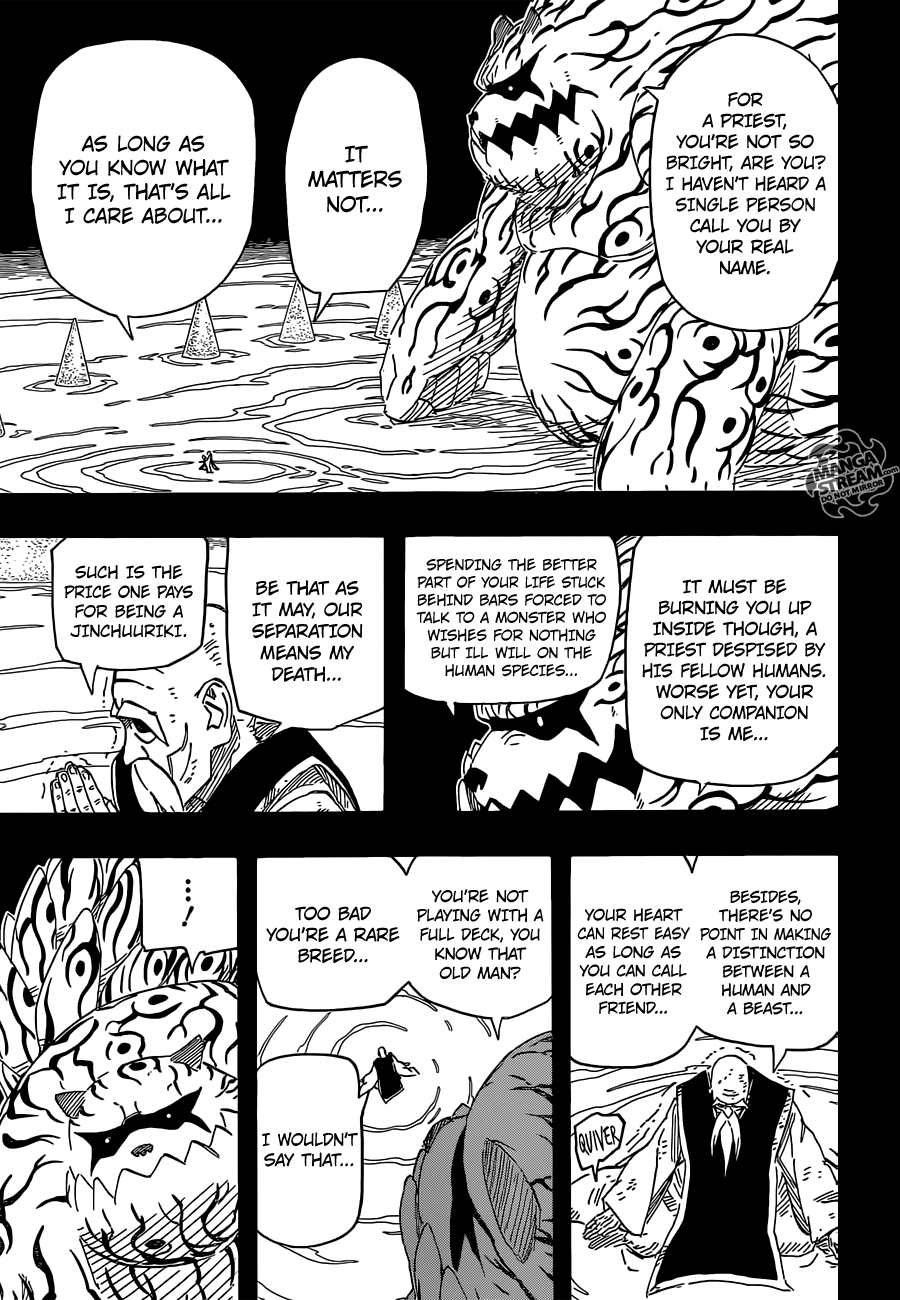 FOR
A PRIEST,
YOU'RE NOT SO
BRIGHT, ARE YOU?
I HAVEN'T HEARD A
SINGLE PERSON
CALL YOU BY
YOUR REAL
NAME.
IT
MATTERS
NOT...
AS LONG AS
YOU KNOW WHAT
IT IS, THAT'S ALL
I CARE ABOUT...
MANGA
STREAM.com
DO NOT MIRROR
IT MUST BE
BURNING YOU UP
INSIDE THOUGH, A
PRIEST DESPISED BY
HIS FELLOW HUMANS.
WORSE YET, YOUR
ONLY COMPANION
IS ME...
SPENDING THE BETTER
PART OF YOUR LIFE STUCK
BEHIND BARS FORCED TO
TALK TO A MONSTER WHO
WISHES FOR NOTHING
BUT ILL WILL ON THE
HUMAN SPECIES...
BE THAT AS
IT MAY, OUR
SEPARATION
MEANS MY
DEATH...
SUCH IS THE
PRICE ONE PAYS
FOR BEING A
JINCHUURIKI.
BESIDES,
THERE'S NO
POINT IN MAKING
A DISTINCTION
BETWEEN A
HUMAN AND
A BEAST...
YOUR HEART
CAN REST EASY
AS LONG AS
YOU CAN CALL
EACH OTHER
FRIEND...
QUIVER
YOU'RE NOT
PLAYING WITH A
FULL DECK, YOU
KNOW THAT
OLD MAN?
TOO BAD
YOU'RE A RARE
BREED...
I WOULDN'T
SAY THAT...
...!